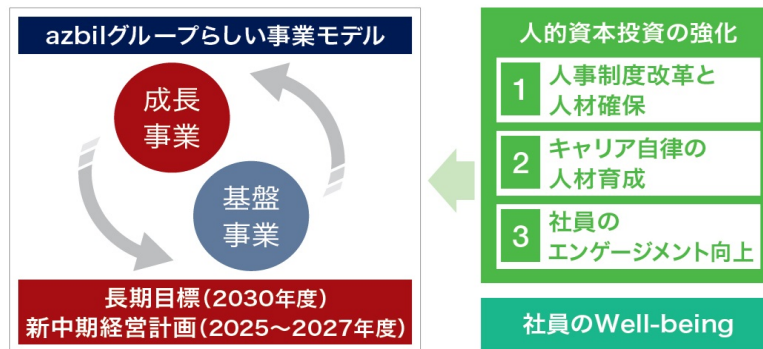 azbilグループらしい事業モデル
成長
事業
基盤
事業
長期目標(2030年度)
新中期経営計画(2025〜2027年度)
人的資本投資の強化
1 人事制度改革と
人材確保
2 キャリア自律の
人材育成
3 社員の
エンゲージメント向上
社員のWell-being